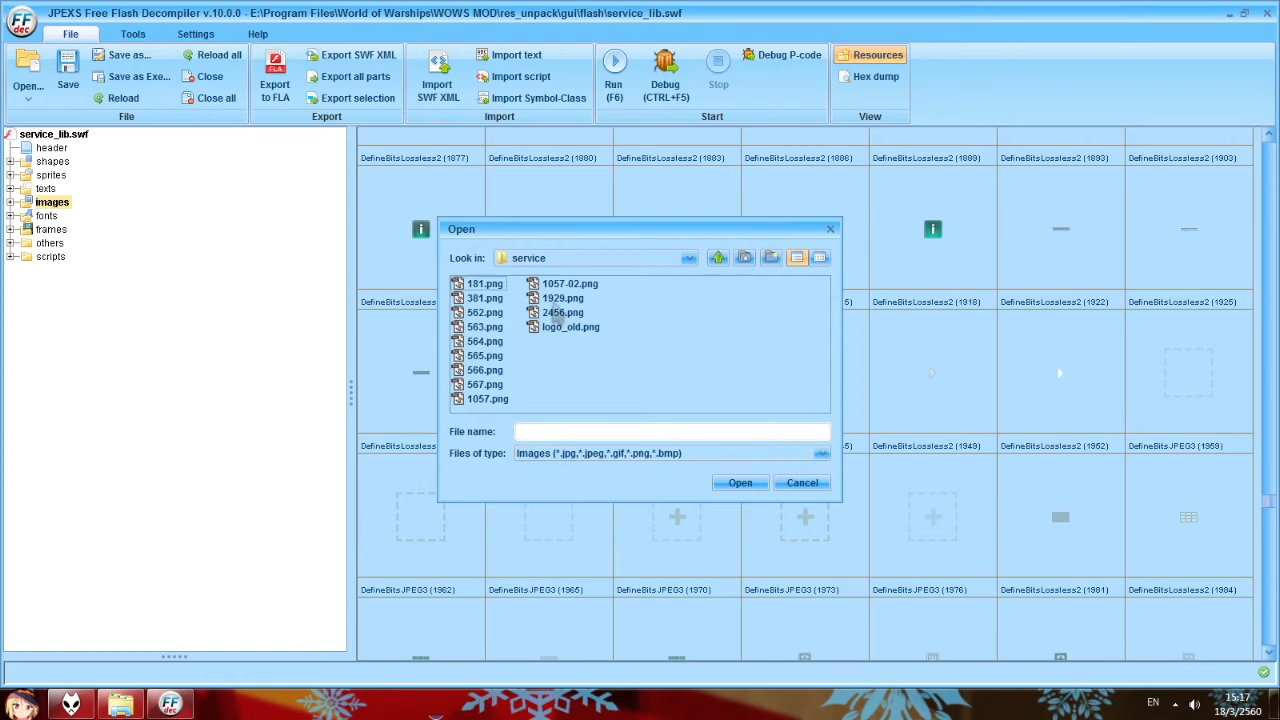 JPEXS Free Flash Decompiler v.10.0.0 - E:\Program Files\World of Warships\WOWS MOD\res_unpack\gui\flash\service_lib.swf
FF
dec
File Tools Settings Help
Open...
Save
Save as...
Save as Exe...
Reload
Reload all
Close
Close all
File
Export
to FLA
Export SWF XML
Export all parts
Export selection
Export
Import
SWF XML
Import text
Import script
Import Symbol-Class
Import
Run
(F6)
Debug
(CTRL+F5)
Stop
Debug P-code
Start
Resources
Hex dump
View
service_lib.swf
header
shapes
sprites
texts
images
fonts
frames
others
scripts
DefineBitsLossless2 (1877) DefineBitsLossless2 (1880) DefineBitsLossless2 (1883) DefineBitsLossless2 (1886) DefineBitsLossless2 (1889) DefineBitsLossless2 (1893) DefineBitsLossless2 (1903)
5) DefineBitsLossless2 (1918) DefineBitsLossless2 (1922) DefineBitsLossless2 (1925)
5) DefineBitsLossless2 (1949) DefineBitsLossless2 (1952) DefineBitsJPEG3 (1959)
DefineBitsJPEG3 (1962) DefineBitsJPEG3 (1965) DefineBitsJPEG3 (1970) DefineBitsJPEG3 (1973) DefineBitsJPEG3 (1976) DefineBitsLossless2 (1981) DefineBitsLossless2 (1984)
Open
Look in: service
181.png
381.png
562.png
563.png
564.png
565.png
566.png
567.png
1057.png
1057-02.png
1929.png
2456.png
logo_old.png
File name:
Files of type: Images (*.jpg,*.jpeg,*.gif,*.png,*.bmp)
Open Cancel
FF
dec
EN
15:17
18/3/2560